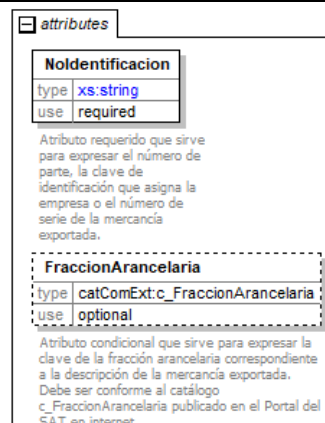 attributes
NoIdentificacion
type xs:string
use required
Atributo requerido que sirve
para expresar el número de
parte, la clave de
identificación que asigna la
empresa o el número de
serie de la mercancía
exportada.
FraccionArancelaria
type catComExt:c_FraccionArancelaria
use optional
Atributo condicional que sirve para expresar la
clave de la fracción arancelaria correspondiente
a la descripción de la mercancía exportada.
Debe ser conforme al catálogo
c_FraccionArancelaria publicado en el Portal del
SAT en internet